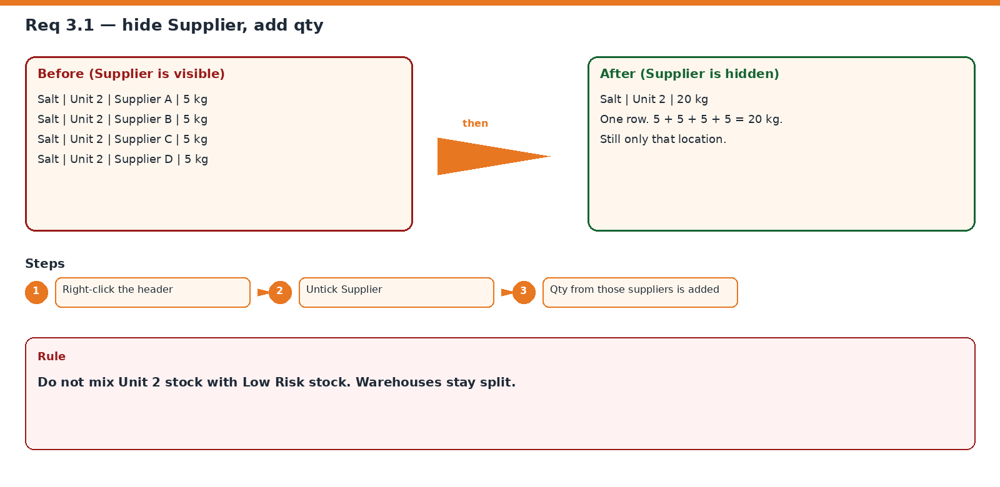 Req 3.1 — hide Supplier, add qty
Before (Supplier is visible)
Salt | Unit 2 | Supplier A | 5 kg
Salt | Unit 2 | Supplier B | 5 kg
Salt | Unit 2 | Supplier C | 5 kg
Salt | Unit 2 | Supplier D | 5 kg
then
After (Supplier is hidden)
Salt | Unit 2 | 20 kg
One row. 5 + 5 + 5 + 5 = 20 kg.
Still only that location.
Steps
1 Right-click the header
2 Untick Supplier
3 Qty from those suppliers is added
Rule
Do not mix Unit 2 stock with Low Risk stock. Warehouses stay split.